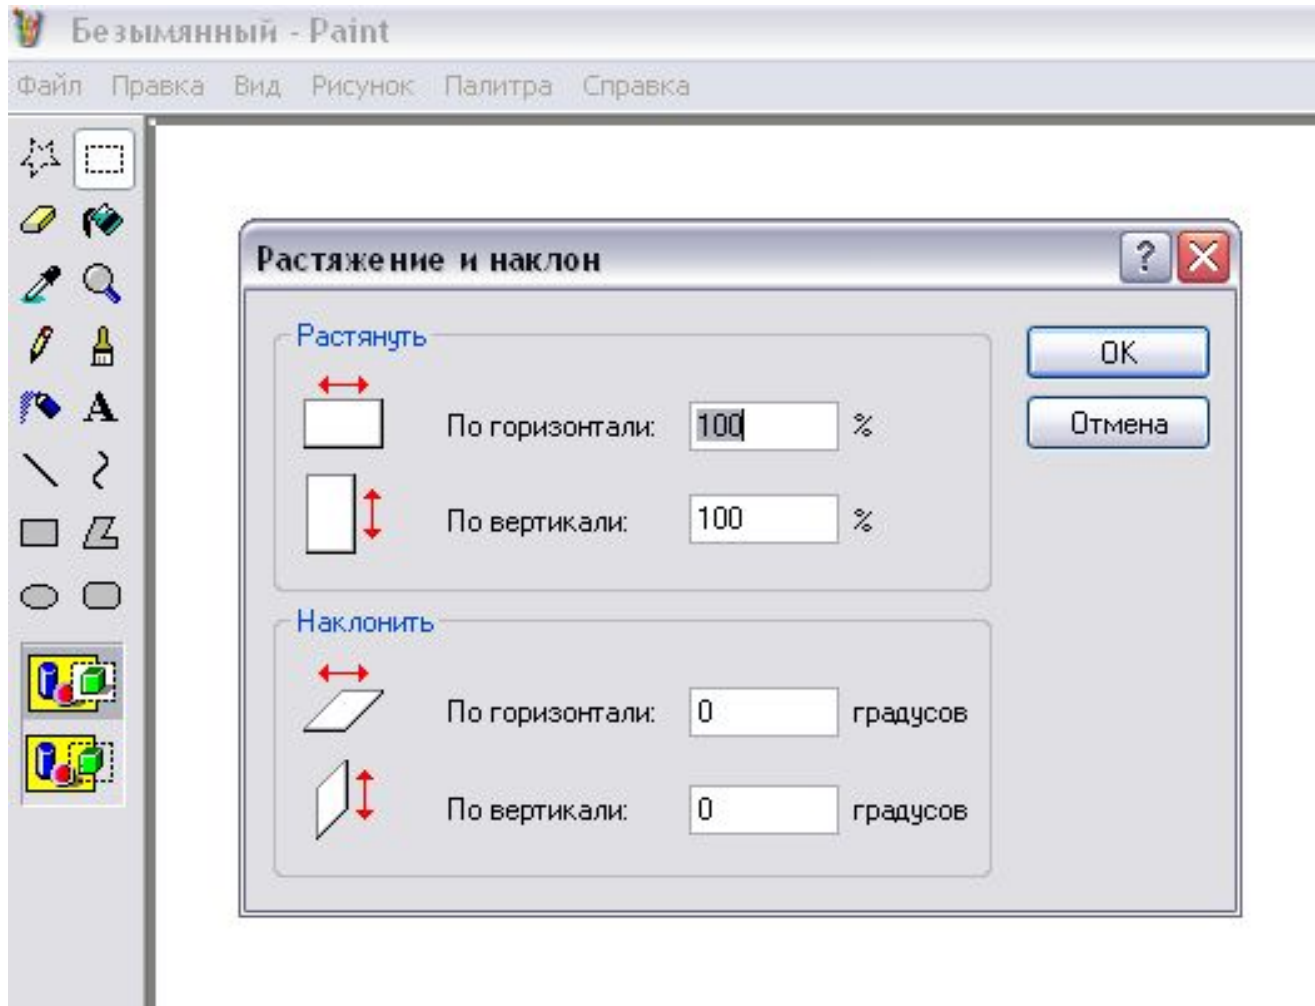 Безымянный - Paint
Файл Правка Вид Рисунок Палитра Справка
Растяжение и наклон
Растянуть
OK
По горизонтали: 100 %
Отмена
По вертикали: 100 %
Наклонить
По горизонтали: 0 градусов
По вертикали: 0 градусов